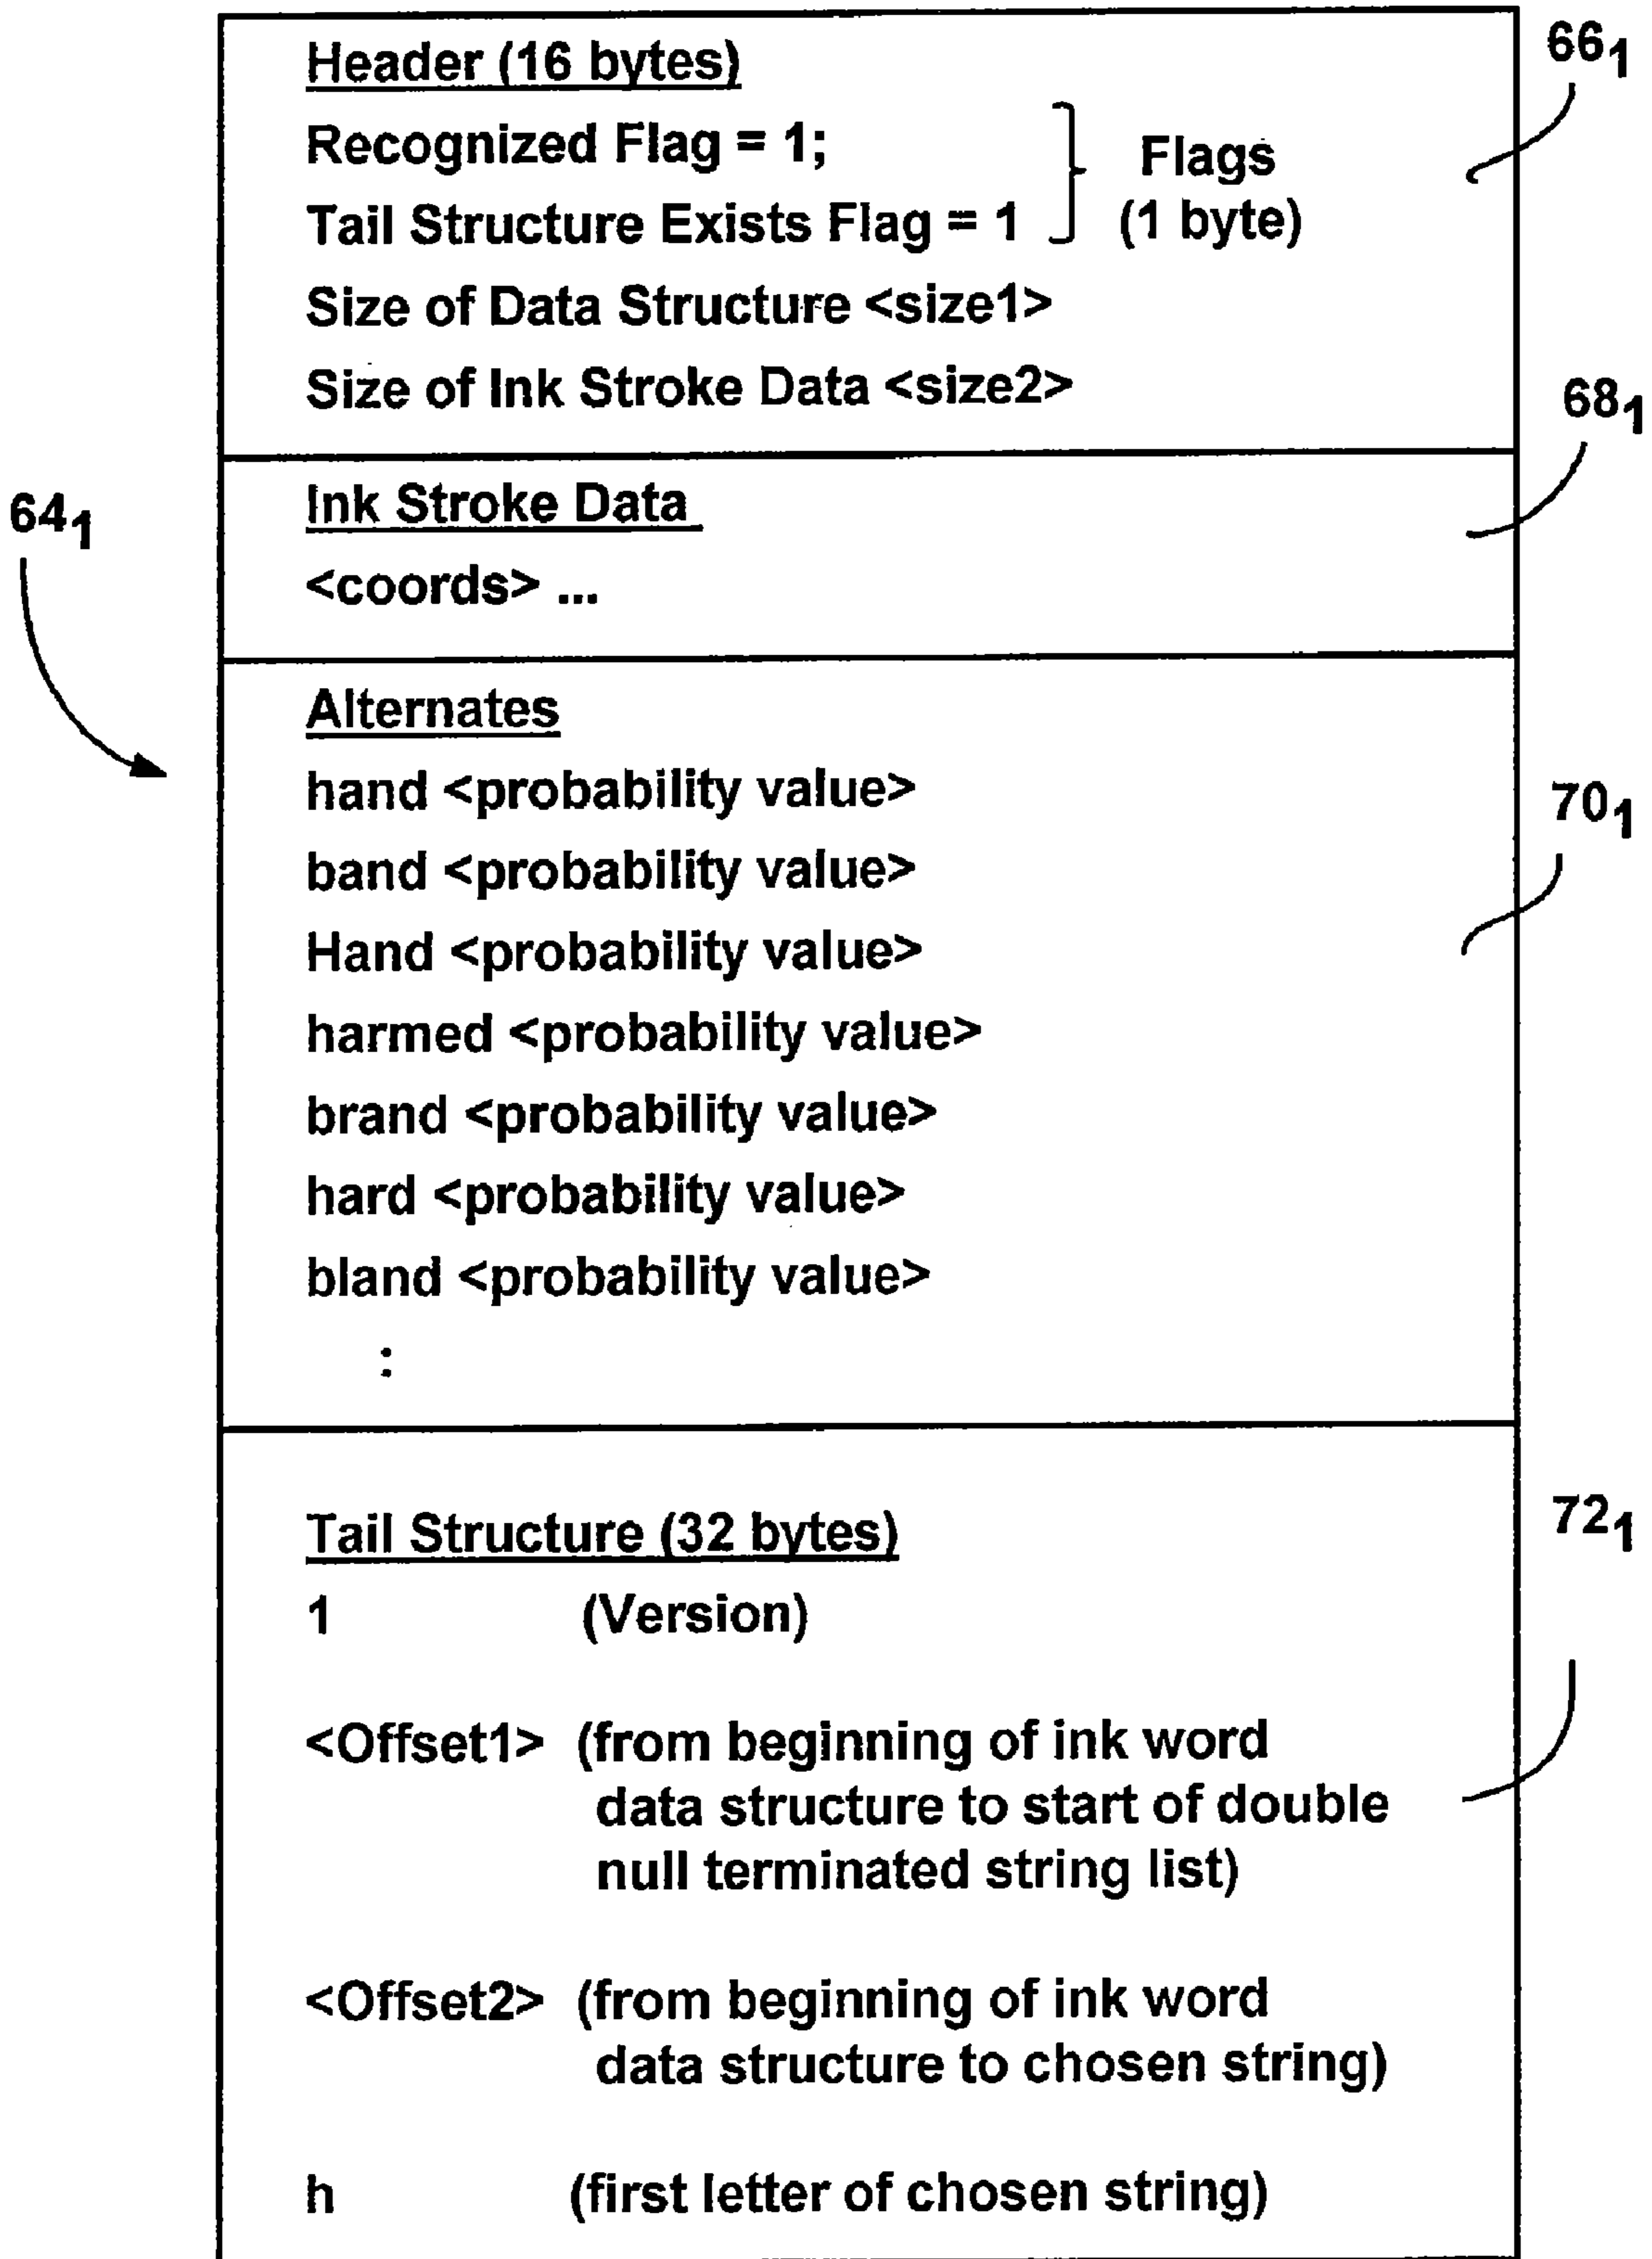 Header (16 bytes)
66₁
Recognized Flag = 1;
Flags
Tail Structure Exists Flag = 1
(1 byte)
Size of Data Structure <size1>
Size of Ink Stroke Data <size2>
68₁
64₁
Ink Stroke Data
<coords> ...
Alternates
hand <probability value>
70₁
band <probability value>
Hand <probability value>
harmed <probability value>
brand <probability value>
hard <probability value>
bland <probability value>
:
72₁
Tail Structure (32 bytes)
1 (Version)
<Offset1> (from beginning of ink word
data structure to start of double
null terminated string list)
<Offset2> (from beginning of ink word
data structure to chosen string)
h (first letter of chosen string)